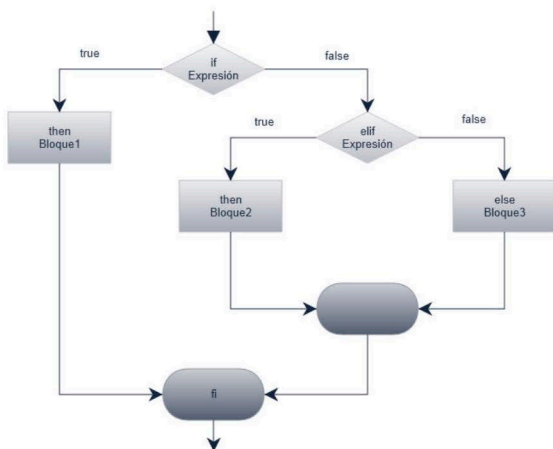 if
Expresión
true
false
then
Bloque1
elif
Expresión
true
false
then
Bloque2
else
Bloque3
fi